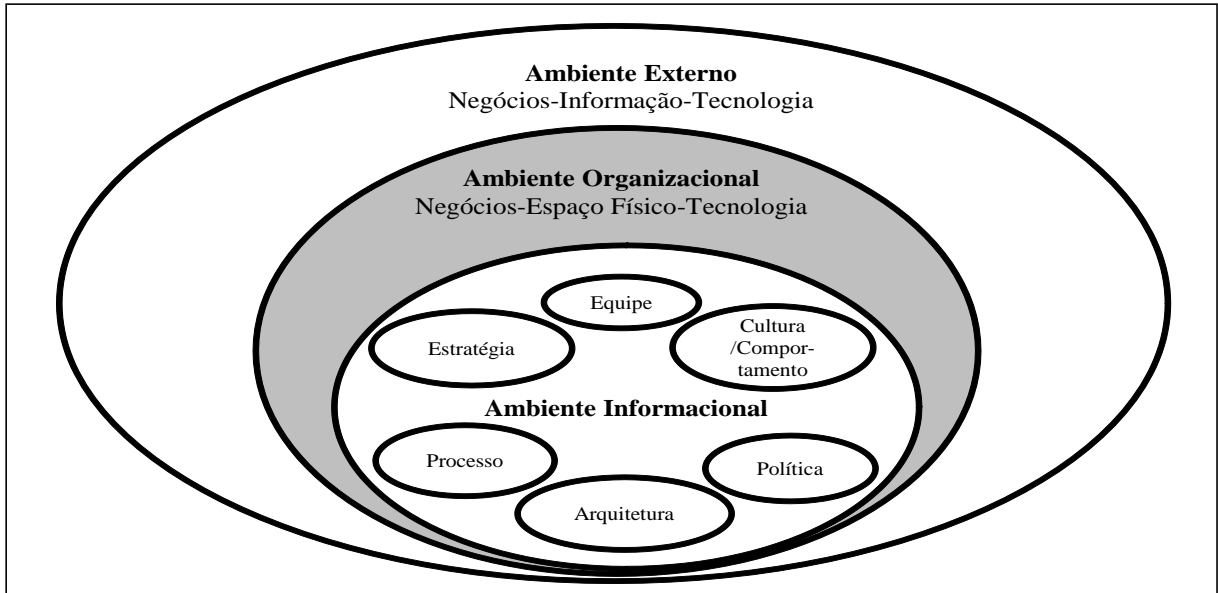 Ambiente Externo
Negócios-Informação-Tecnologia
Ambiente Organizacional
Negócios-Espaço Físico-Tecnologia
Equipe
Estratégia
Cultura
/Compor-
tamento
Ambiente Informacional
Processo
Política
Arquitetura